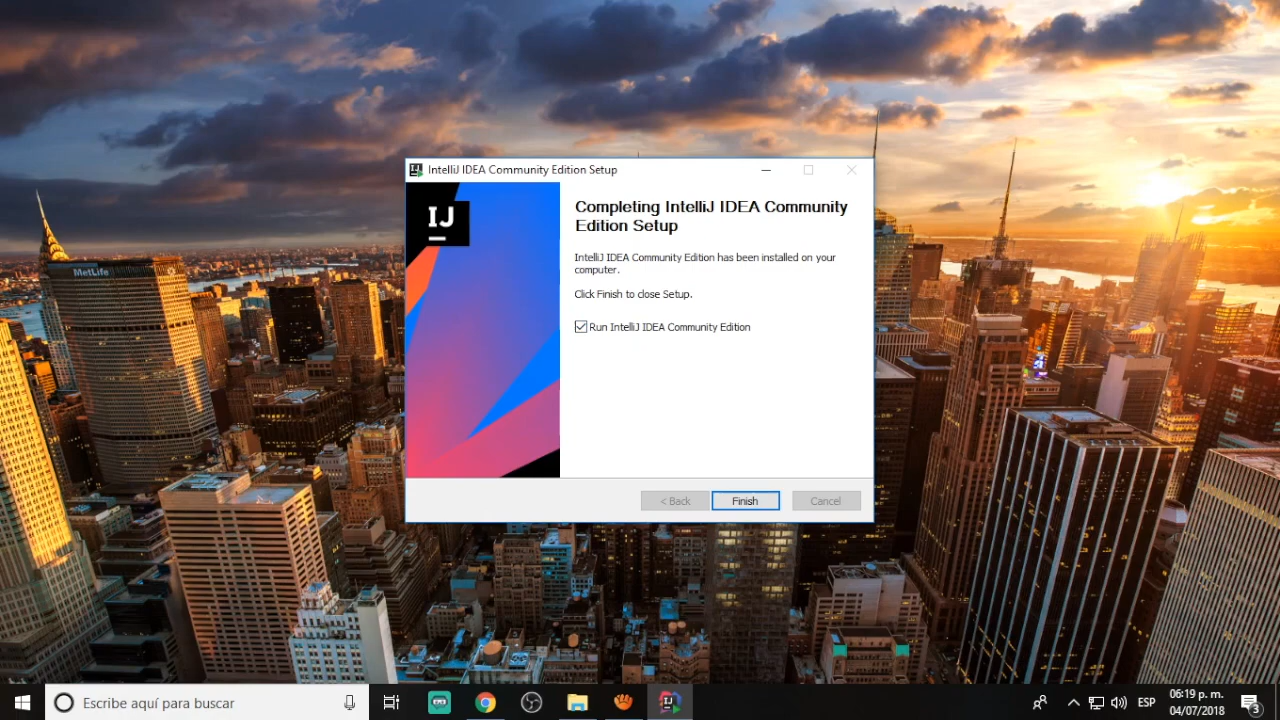 IntelliJ IDEA Community Edition Setup
IJ
Completing IntelliJ IDEA Community
Edition Setup
IntelliJ IDEA Community Edition has been installed on your
computer.
Click Finish to close Setup.
Run IntelliJ IDEA Community Edition
< Back
Finish
Cancel
MetLife
Escribe aquí para buscar
ESP
06:19 p. m.
04/07/2018
3